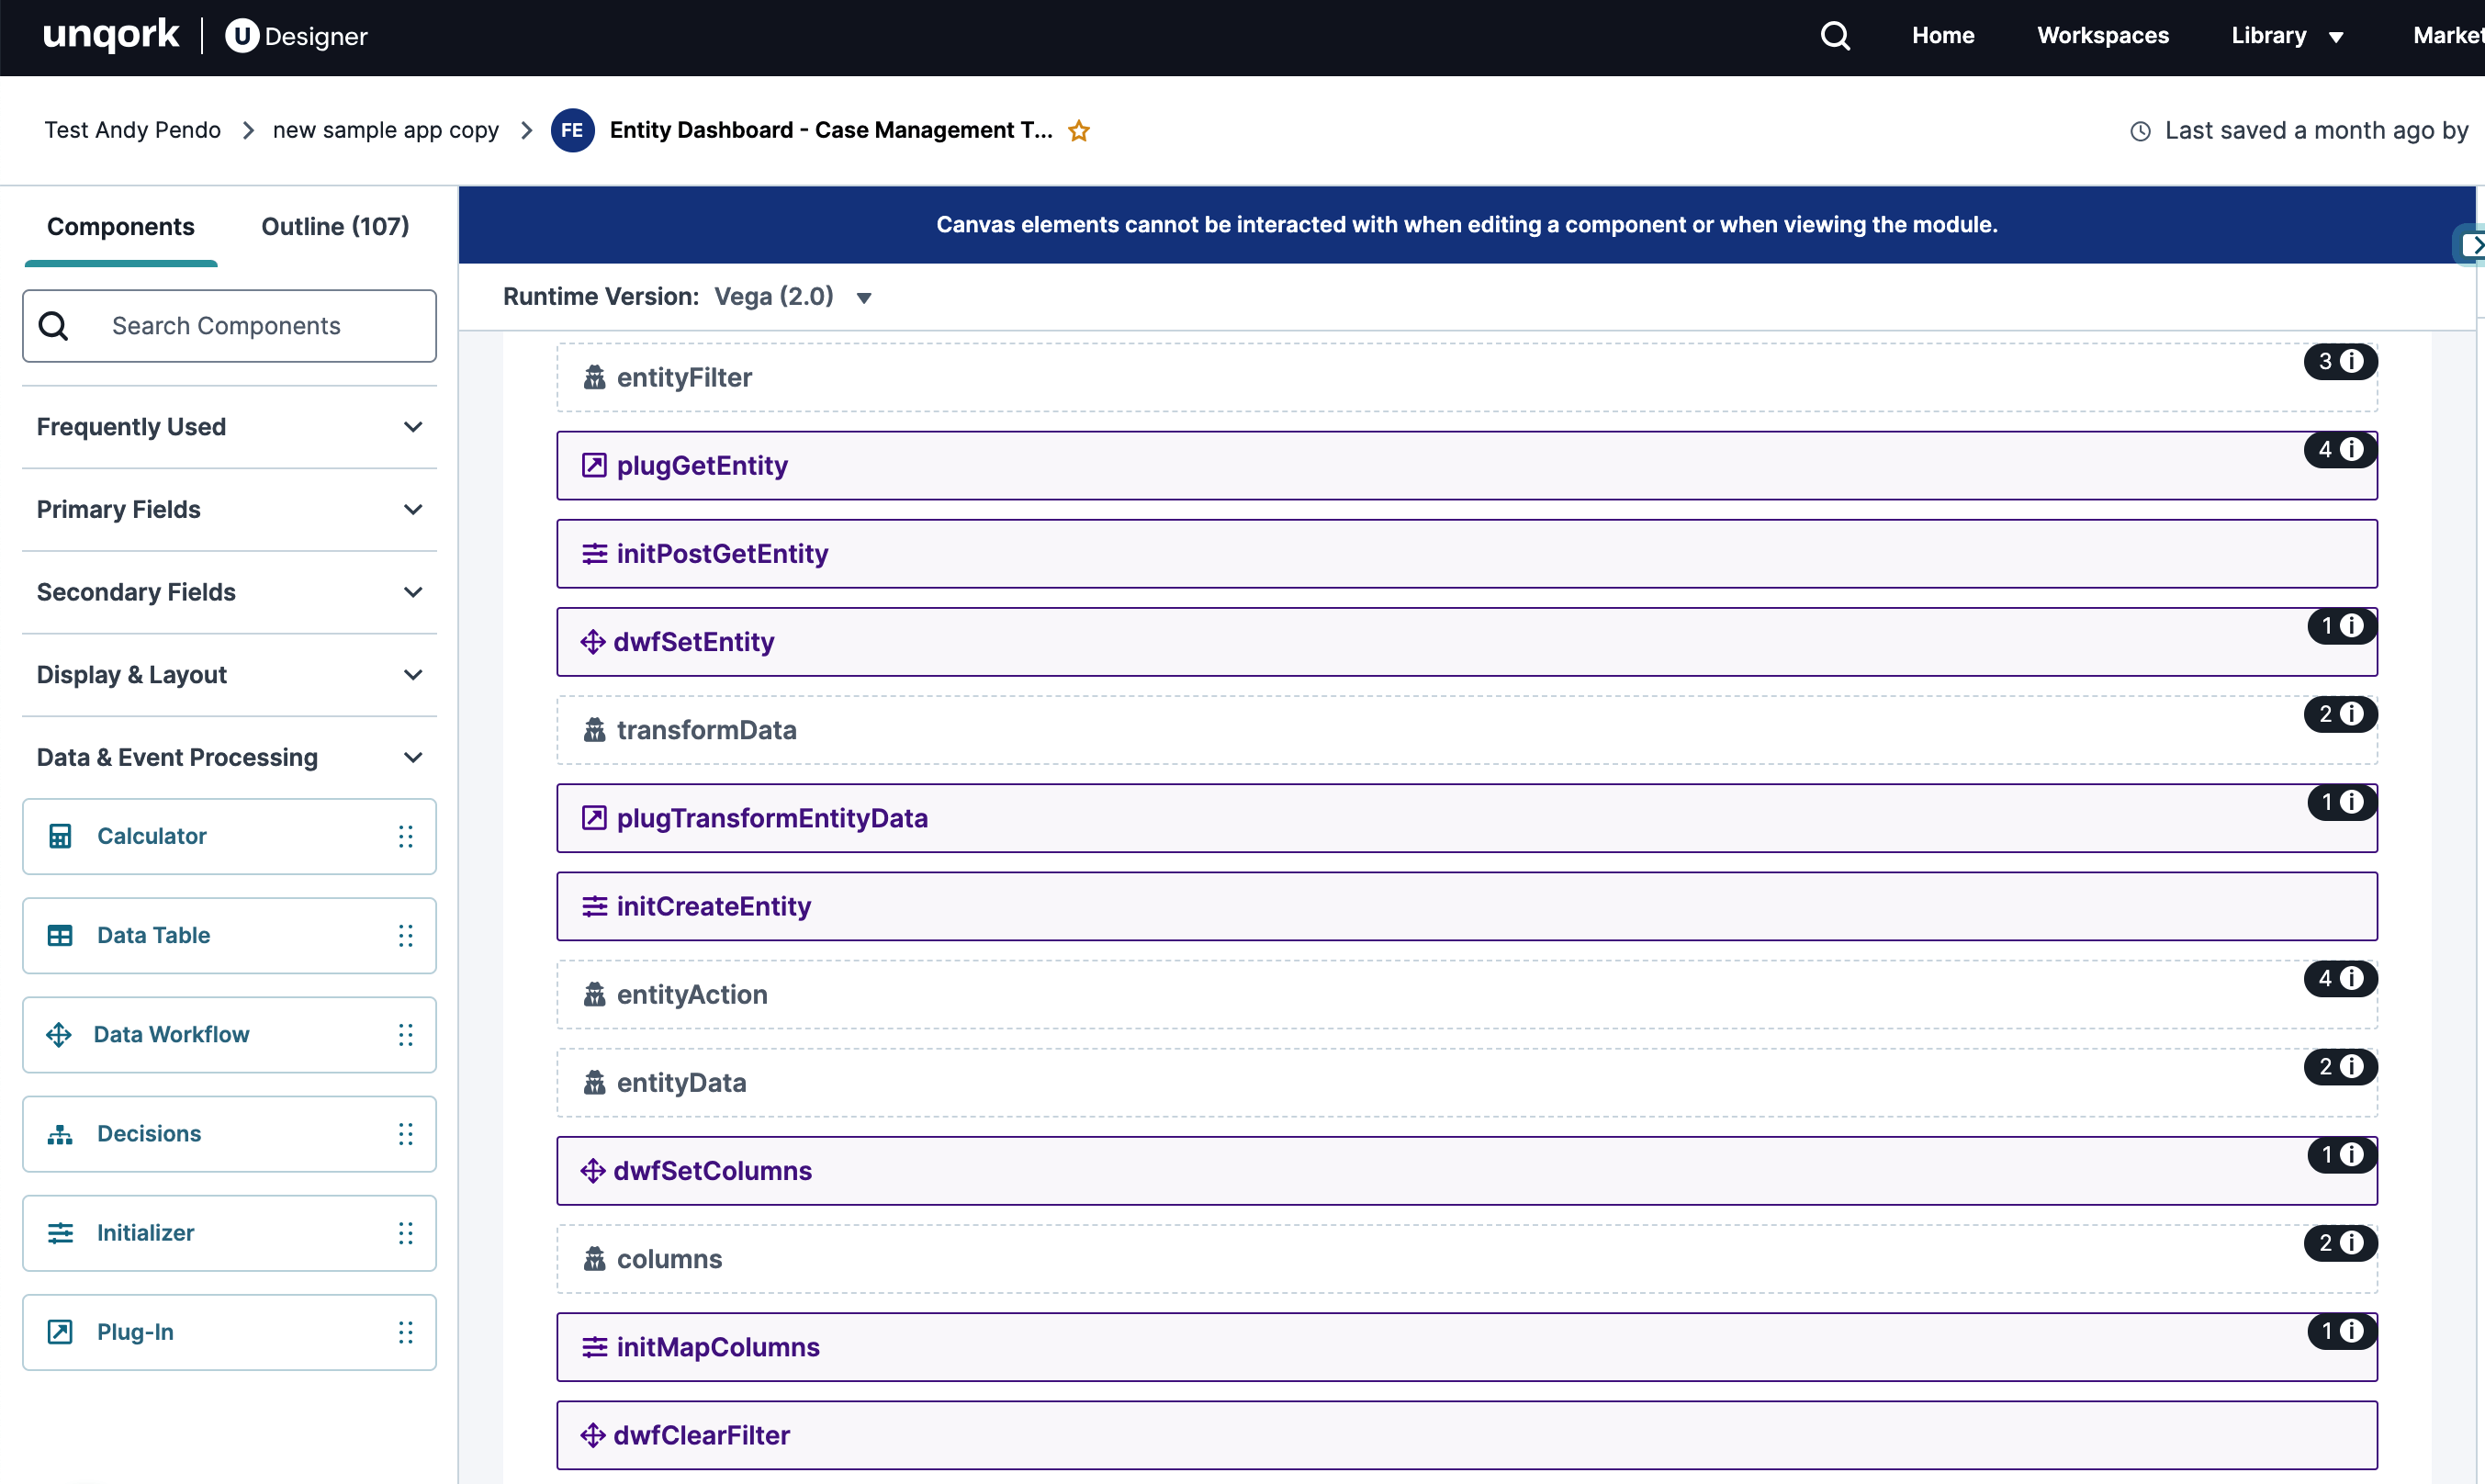 unqork | U Designer
Home Workspaces Library Market
Test Andy Pendo > new sample app copy > FE Entity Dashboard - Case Management T...
Last saved a month ago by
Components Outline (107)
Canvas elements cannot be interacted with when editing a component or when viewing the module.
Runtime Version: Vega (2.0)
Search Components
Frequently Used
Primary Fields
Secondary Fields
Display & Layout
Data & Event Processing
Calculator
Data Table
Data Workflow
Decisions
Initializer
Plug-In
entityFilter 3
plugGetEntity 4
initPostGetEntity
dwfSetEntity 1
transformData 2
plugTransformEntityData 1
initCreateEntity
entityAction 4
entityData 2
dwfSetColumns 1
columns 2
initMapColumns 1
dwfClearFilter